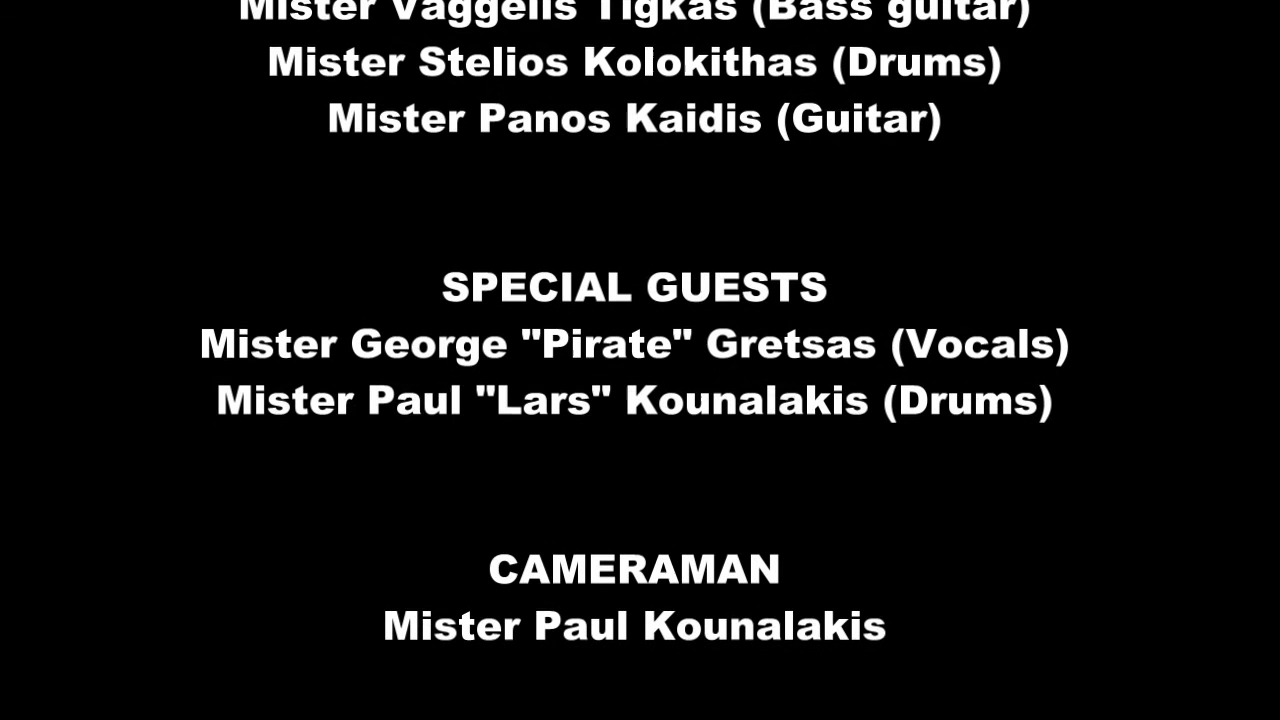 Mister Vaggelis Tigkas (Bass guitar)
Mister Stelios Kolokithas (Drums)
Mister Panos Kaidis (Guitar)
SPECIAL GUESTS
Mister George "Pirate" Gretsas (Vocals)
Mister Paul "Lars" Kounalakis (Drums)
CAMERAMAN
Mister Paul Kounalakis